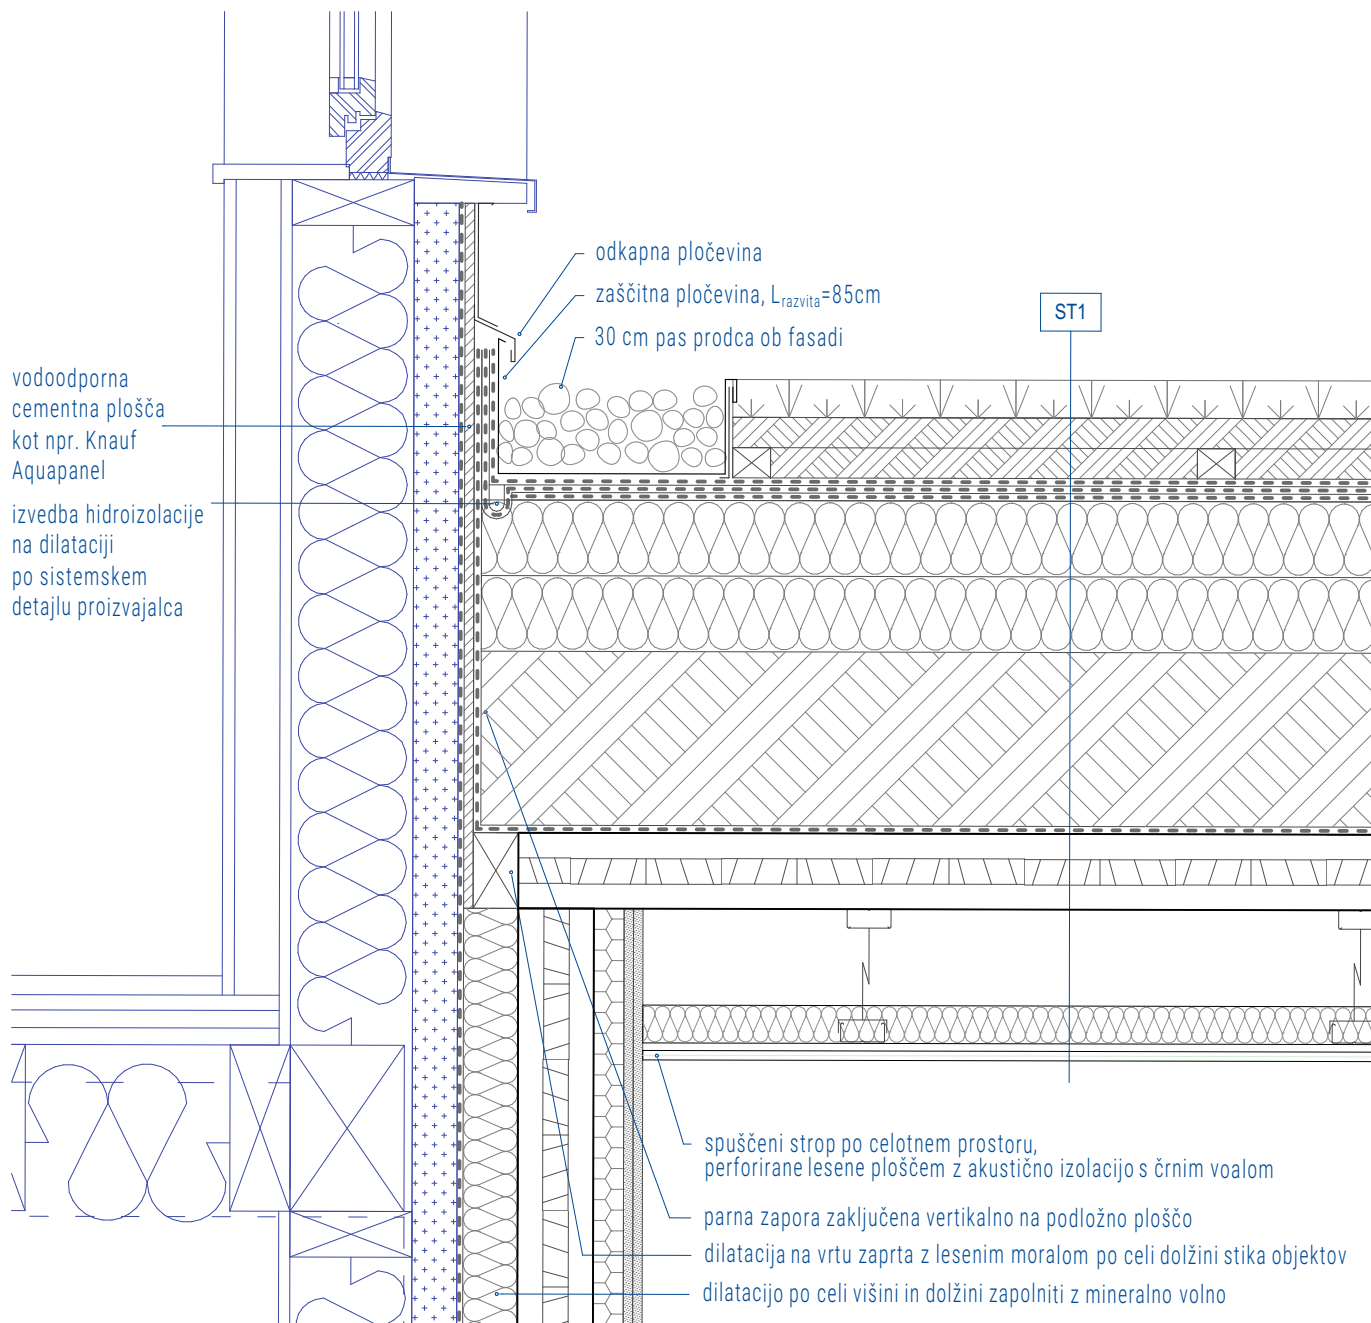 odkapna pločevina
zaščitna pločevina, Lrazvita=85cm
30 cm pas prodca ob fasadi
ST1
vodoodporna
cementna plošča
kot npr. Knauf
Aquapanel
izvedba hidroizolacije
na dilataciji
po sistemskem
detajlu proizvajalca
spuščeni strop po celotnem prostoru,
perforirane lesene ploščem z akustično izolacijo s črnim voalom
parna zapora zaključena vertikalno na podložno ploščo
dilatacija na vrtu zaprta z lesenim moralom po celi dolžini stika objektov
dilatacijo po celi višini in dolžini zapolniti z mineralno volno